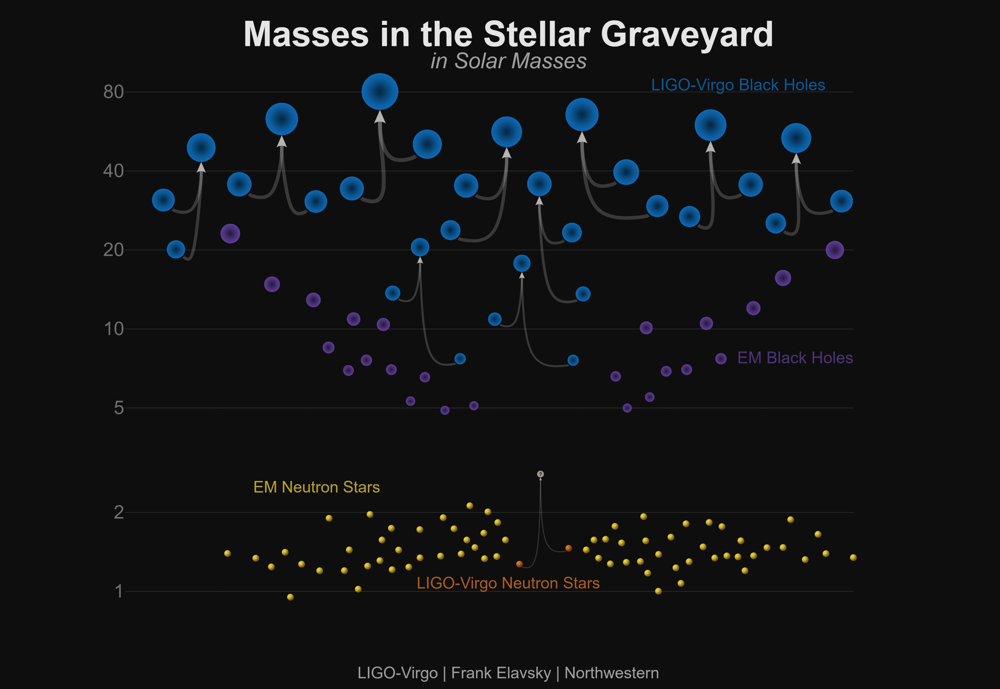 Masses in the Stellar Graveyard
in Solar Masses
LIGO-Virgo Black Holes
80
40
20
10
EM Black Holes
5
?
EM Neutron Stars
2
LIGO-Virgo Neutron Stars
1
LIGO-Virgo | Frank Elavsky | Northwestern